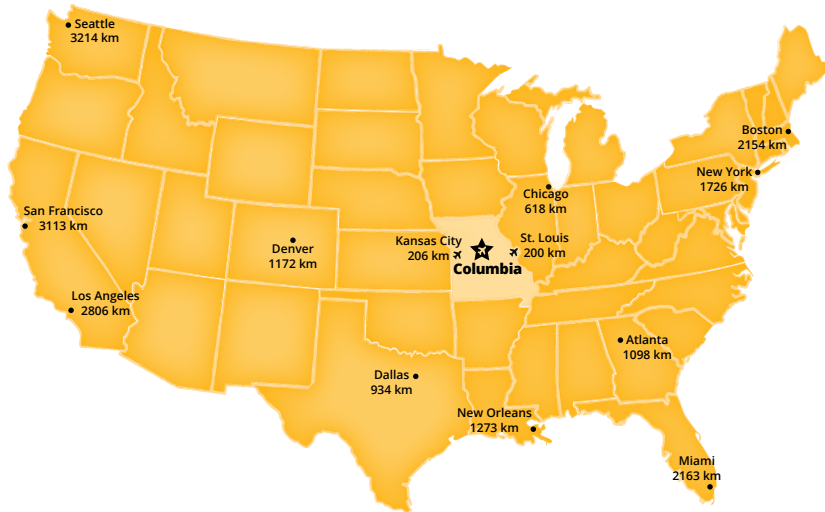 Seattle
3214 km
Boston
2154 km
New York
1726 km
Chicago
618 km
San Francisco
3113 km
Denver
1172 km
Kansas City
206 km
St. Louis
200 km
Columbia
Los Angeles
2806 km
Atlanta
1098 km
Dallas
934 km
New Orleans
1273 km
Miami
2163 km